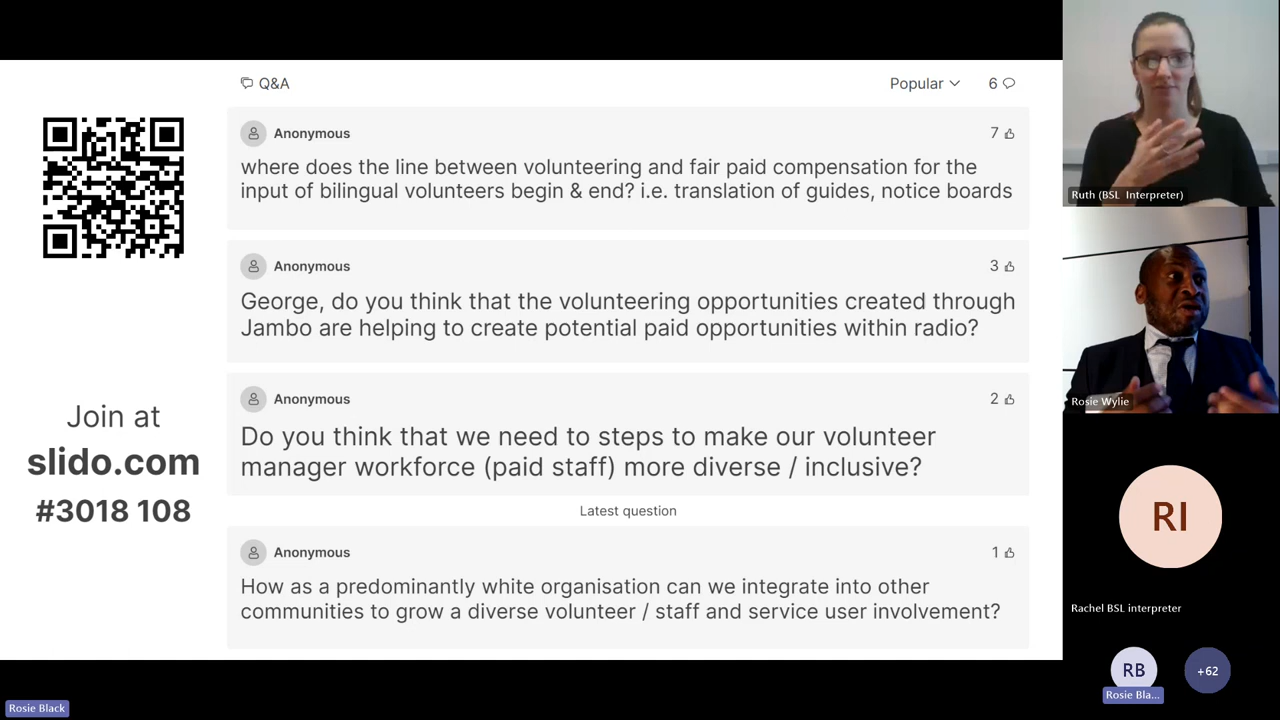 Q&A
Popular
6
Anonymous
7
where does the line between volunteering and fair paid compensation for the
input of bilingual volunteers begin & end? i.e. translation of guides, notice boards
Anonymous
3
George, do you think that the volunteering opportunities created through
Jambo are helping to create potential paid opportunities within radio?
Anonymous
2
Do you think that we need to steps to make our volunteer
manager workforce (paid staff) more diverse / inclusive?
Latest question
Anonymous
1
How as a predominantly white organisation can we integrate into other
communities to grow a diverse volunteer / staff and service user involvement?
Join at
slido.com
#3018 108
Ruth (BSL Interpreter)
Rosie Wylie
RI
Rachel BSL interpreter
RB
Rosie Bla...
+62
Rosie Black